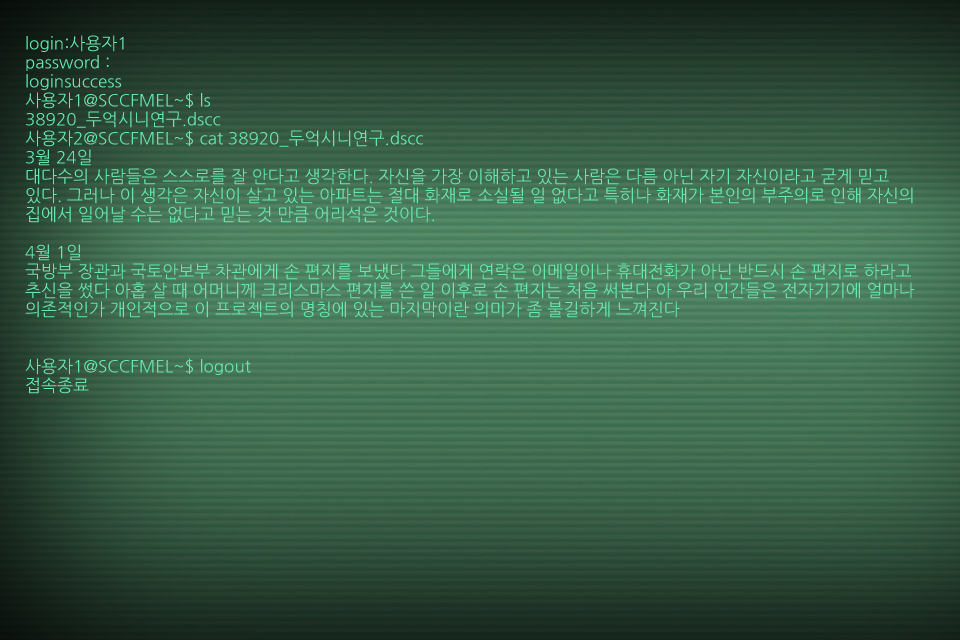 login:사용자1
password :
loginsuccess
사용자1@SCCFMEL~$ ls
38920_두억시니연구.dscc
사용자2@SCCFMEL~$ cat 38920_두억시니연구.dscc
3월 24일
대다수의 사람들은 스스로를 잘 안다고 생각한다. 자신을 가장 이해하고 있는 사람은 다름 아닌 자기 자신이라고 굳게 믿고
있다. 그러나 이 생각은 자신이 살고 있는 아파트는 절대 화재로 소실될 일 없다고 특히나 화재가 본인의 부주의로 인해 자신의
집에서 일어날 수는 없다고 믿는 것 만큼 어리석은 것이다.
4월 1일
국방부 장관과 국토안보부 차관에게 손 편지를 보냈다 그들에게 연락은 이메일이나 휴대전화가 아닌 반드시 손 편지로 하라고
추신을 썼다 아홉 살 때 어머니께 크리스마스 편지를 쓴 일 이후로 손 편지는 처음 써본다 아 우리 인간들은 전자기기에 얼마나
의존적인가 개인적으로 이 프로젝트의 명칭에 있는 마지막이란 의미가 좀 불길하게 느껴진다
사용자1@SCCFMEL~$ logout
접속종료